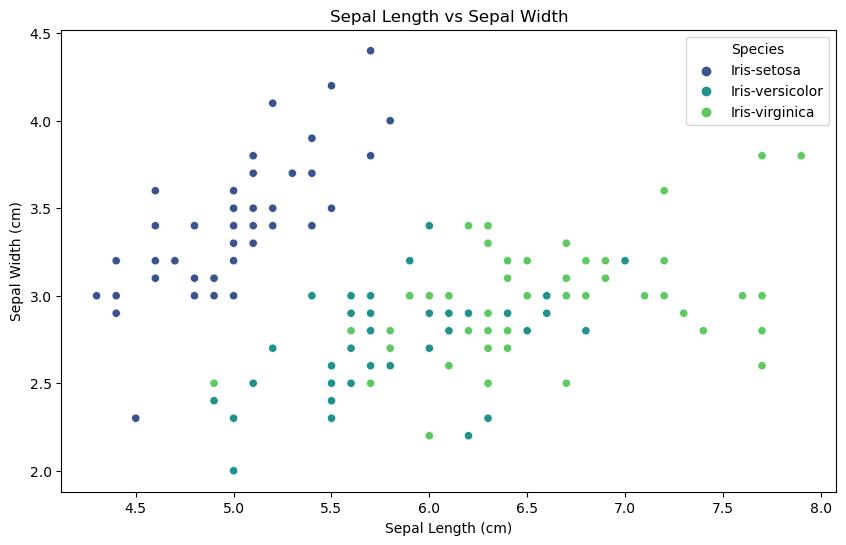 Sepal Length vs Sepal Width
4.5
4.0
3.5
3.0
2.5
2.0
Sepal Width (cm)
Species
Iris-setosa
Iris-versicolor
Iris-virginica
4.5 5.0 5.5 6.0 6.5 7.0 7.5 8.0
Sepal Length (cm)